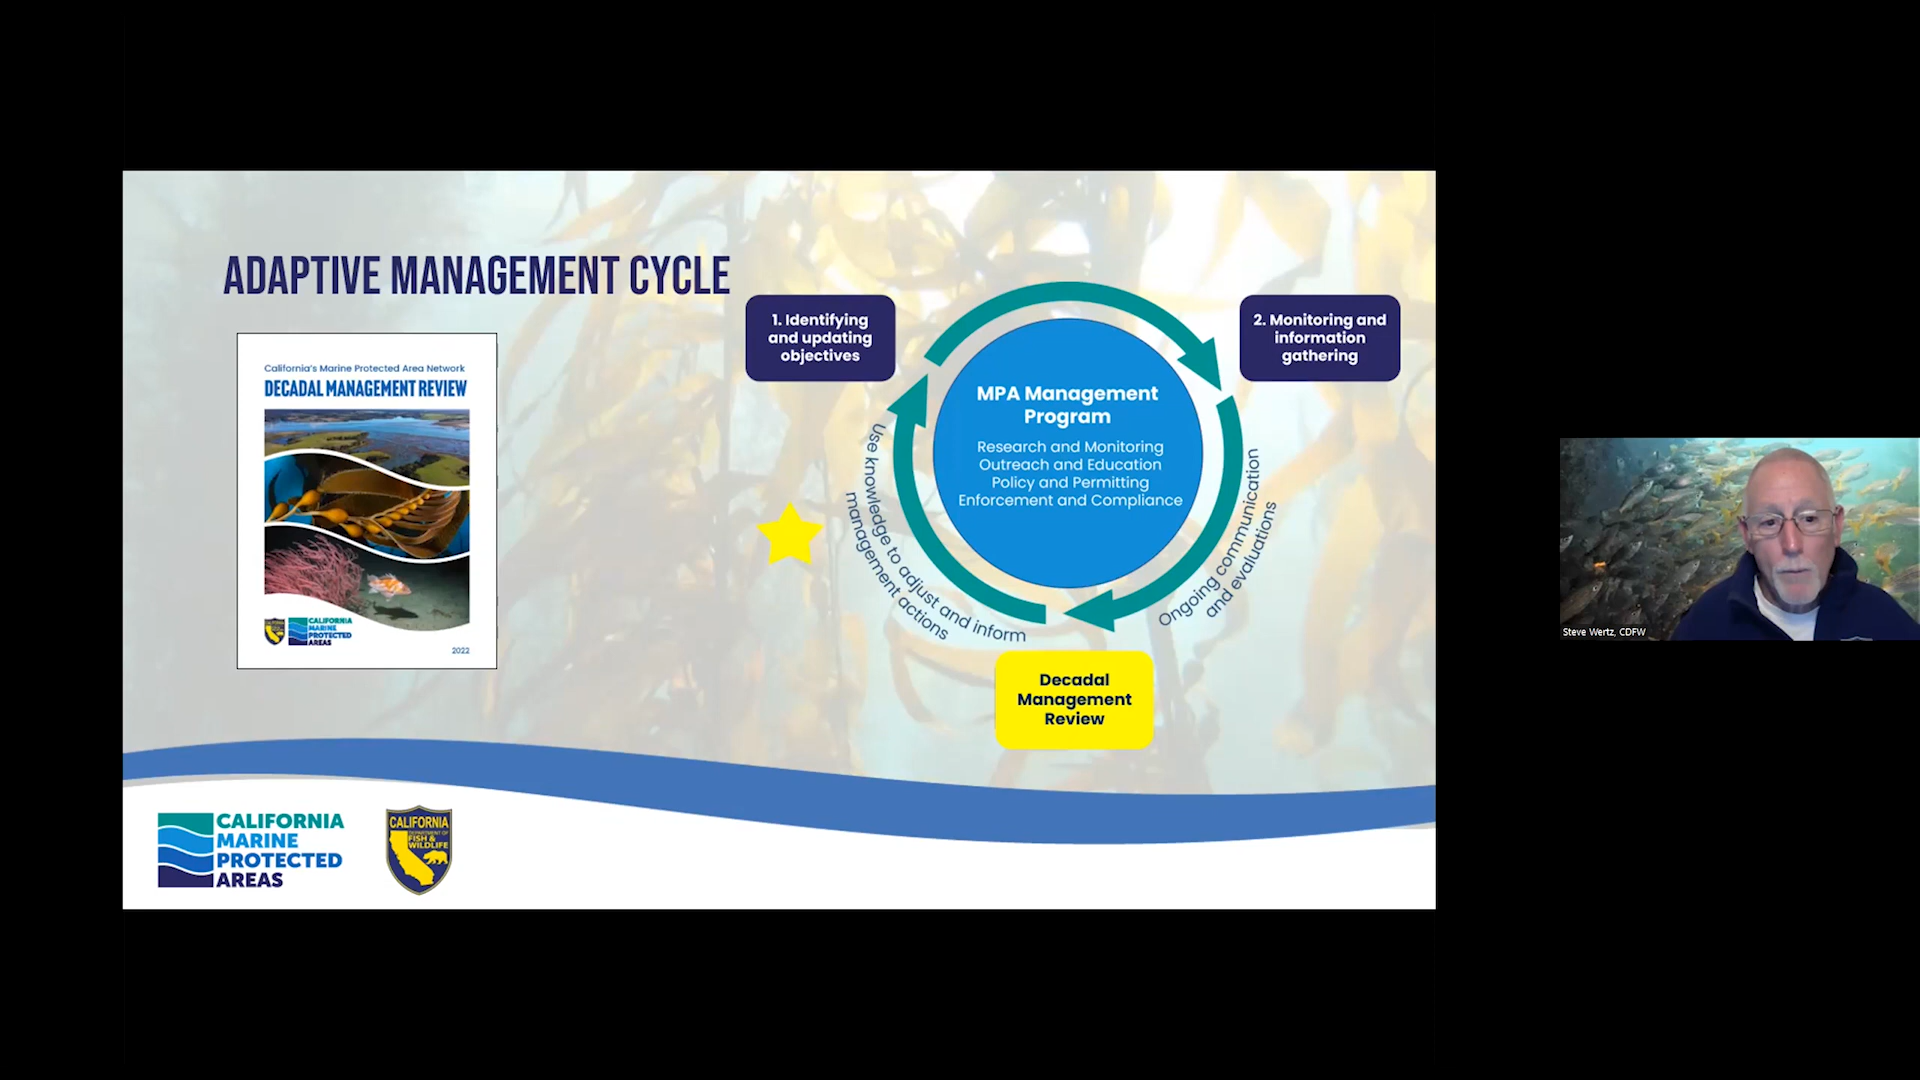 ADAPTIVE MANAGEMENT CYCLE
California's Marine Protected Area Network
DECADAL MANAGEMENT REVIEW
CALIFORNIA
MARINE
PROTECTED
AREAS
2022
1. Identifying
and updating
objectives
2. Monitoring and
information
gathering
MPA Management
Program
Research and Monitoring
Outreach and Education
Policy and Permitting
Enforcement and Compliance
Use knowledge to adjust and inform
management actions
Ongoing communication
and evaluations
Decadal
Management
Review
CALIFORNIA
MARINE
PROTECTED
AREAS
CALIFORNIA
DEPARTMENT OF
FISH &
WILDLIFE
Steve Wertz, CDFW